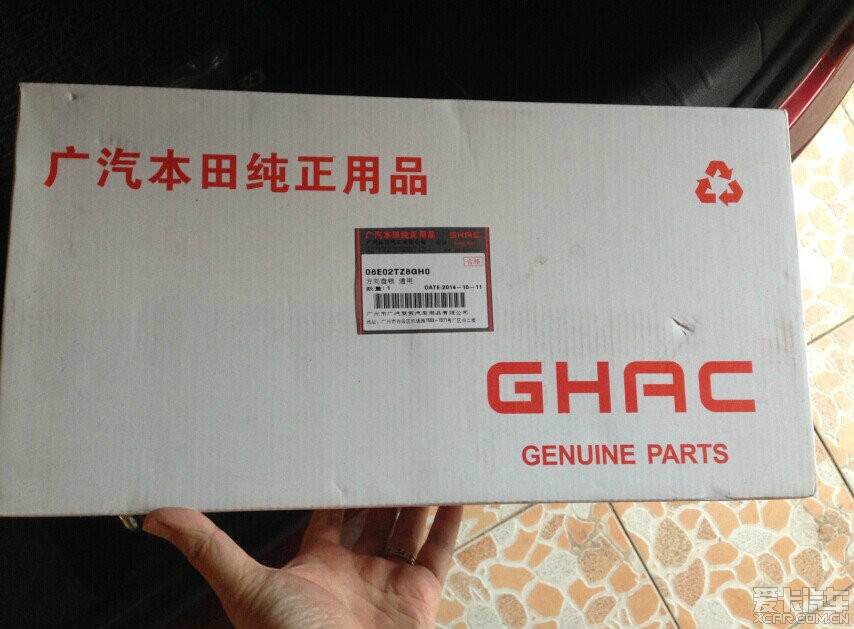 广汽本田纯正用品
广汽本田纯正用品 GHAC
合格
08E02TZ8GH0
方向盘锁 通用
数量:1 DATE:2014-10-11
GHAC
GENUINE PARTS
爱卡汽车
XCAR.COM.CN